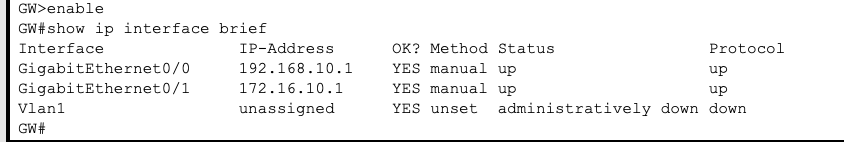 GW>enable
GW#show ip interface brief
Interface IP-Address OK? Method Status Protocol
GigabitEthernet0/0 192.168.10.1 YES manual up up
GigabitEthernet0/1 172.16.10.1 YES manual up up
Vlan1 unassigned YES unset administratively down down
GW#